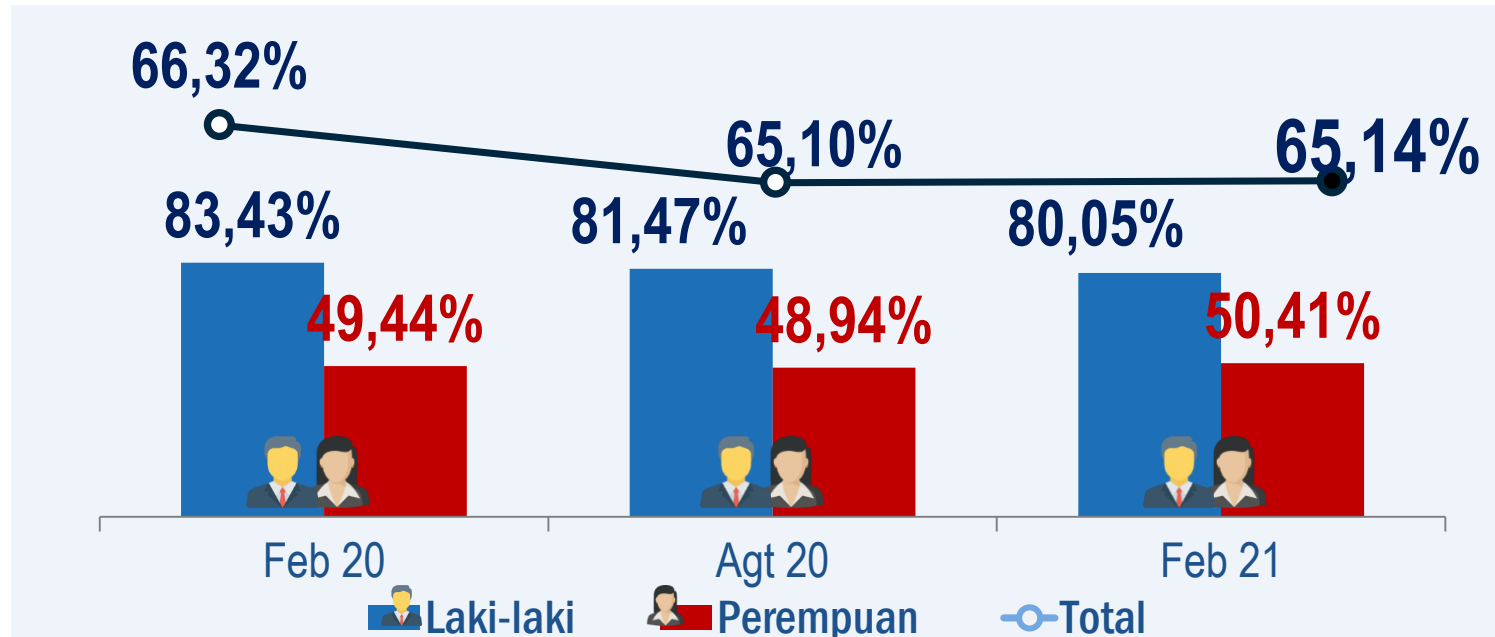 66,32%
65,10%
65,14%
83,43%
81,47%
80,05%
49,44%
48,94%
50,41%
Feb 20
Agt 20
Feb 21
Laki-laki
Perempuan
Total